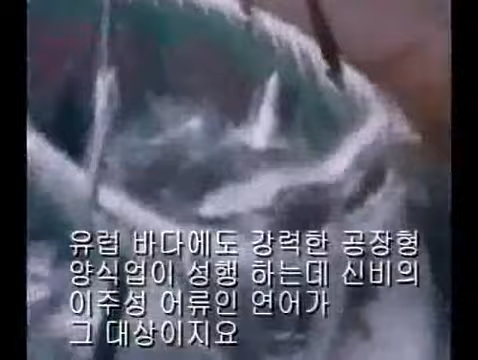 유럽 바다에도 강력한 공장형
양식업이 성행 하는데 신비의
이주성 어류인 연어가
그 대상이지요